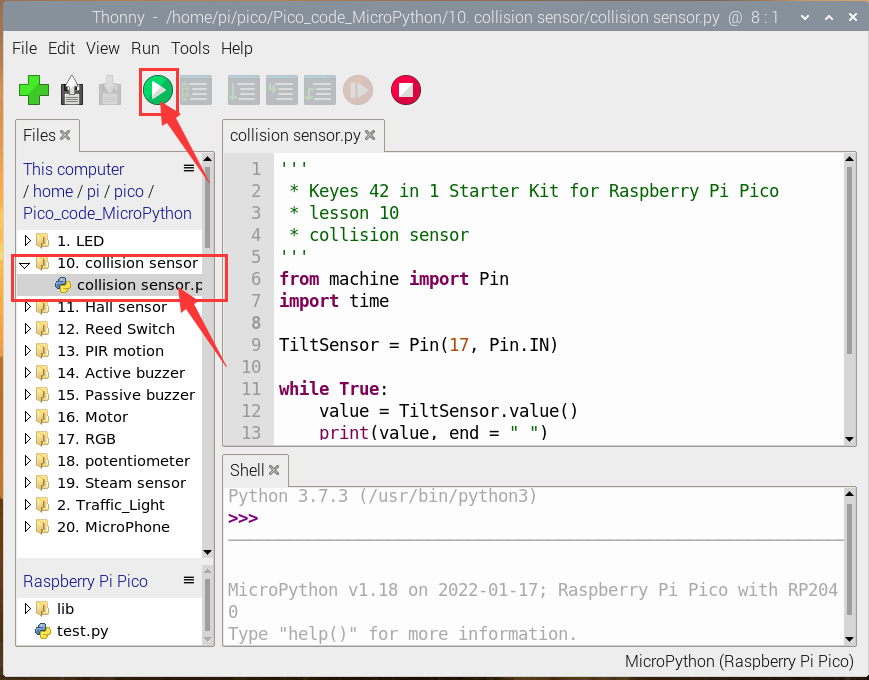 Thonny - /home/pi/pico/Pico_code_MicroPython/10. collision sensor/collision sensor.py @ 8 : 1
File Edit View Run Tools Help
Files
This computer
/ home / pi / pico /
Pico_code_MicroPython
1. LED
10. collision sensor
collision sensor.p
11. Hall sensor
12. Reed Switch
13. PIR motion
14. Active buzzer
15. Passive buzzer
16. Motor
17. RGB
18. potentiometer
19. Steam sensor
2. Traffic_Light
20. MicroPhone
Raspberry Pi Pico
lib
test.py
collision sensor.py
1 '''
2 * Keyes 42 in 1 Starter Kit for Raspberry Pi Pico
3 * lesson 10
4 * collision sensor
5 '''
6 from machine import Pin
7 import time
8
9 TiltSensor = Pin(17, Pin.IN)
10
11 while True:
12 value = TiltSensor.value()
13 print(value, end = " ")
Shell
Python 3.7.3 (/usr/bin/python3)
>>>
MicroPython v1.18 on 2022-01-17; Raspberry Pi Pico with RP204
0
Type "help()" for more information.
MicroPython (Raspberry Pi Pico)